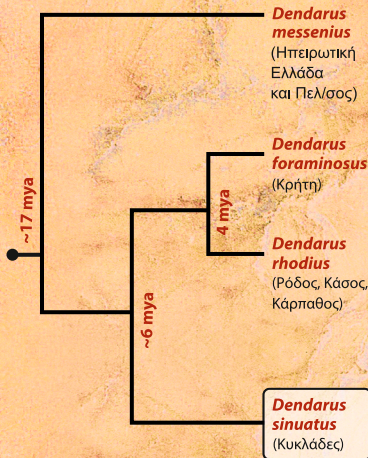 Dendarus
messenius
(Ηπειρωτική
Ελλάδα
και Πελ/σος)
Dendarus
foraminosus
(Κρήτη)
~17 mya
4 mya
Dendarus
rhodius
(Ρόδος, Κάσος,
Κάρπαθος)
~6 mya
Dendarus
sinuatus
(Κυκλάδες)